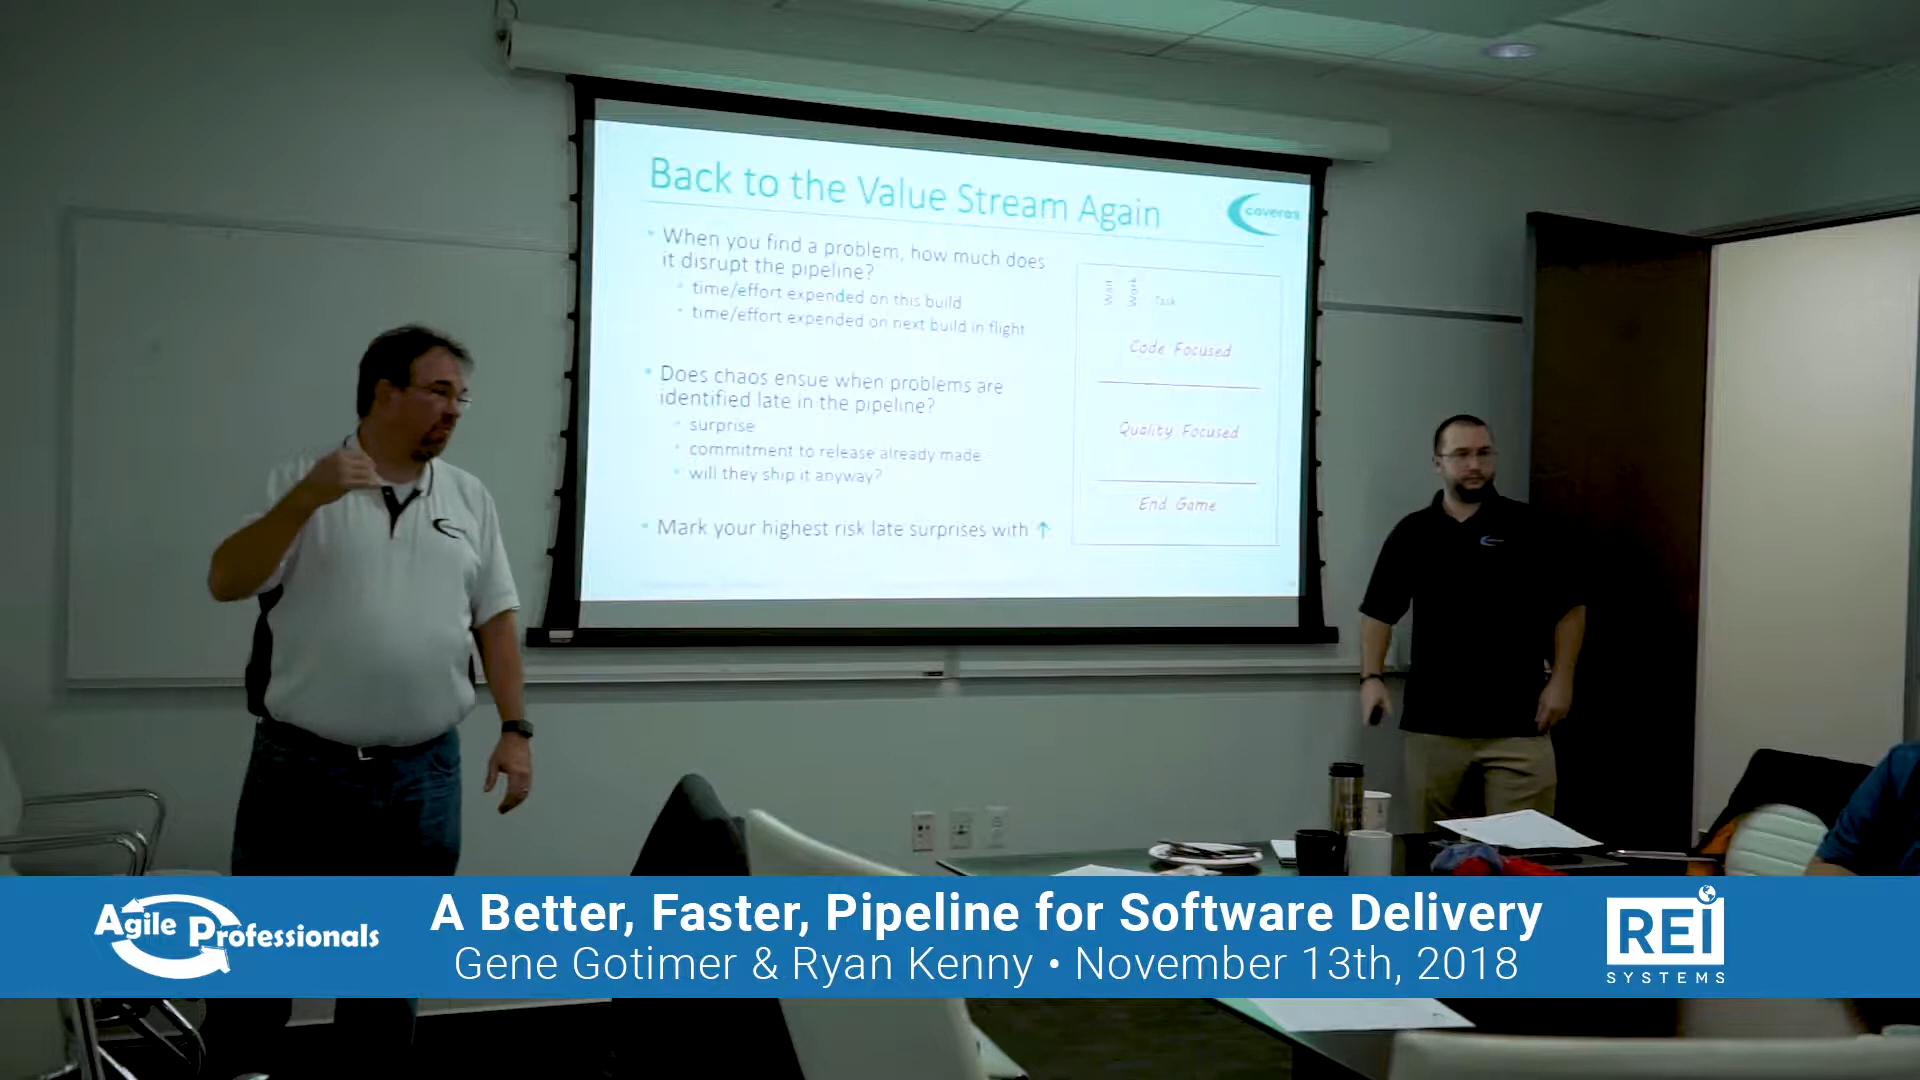 Back to the Value Stream Again
coveros
• When you find a problem, how much does
it disrupt the pipeline?
• time/effort expended on this build
• time/effort expended on next build in flight
• Does chaos ensue when problems are
identified late in the pipeline?
• surprise
• commitment to release already made
• will they ship it anyway?
• Mark your highest risk late surprises with ↑
Wait
Work
Task
Code Focused
Quality Focused
End Game
Agile Professionals
A Better, Faster, Pipeline for Software Delivery
Gene Gotimer & Ryan Kenny • November 13th, 2018
REI
SYSTEMS